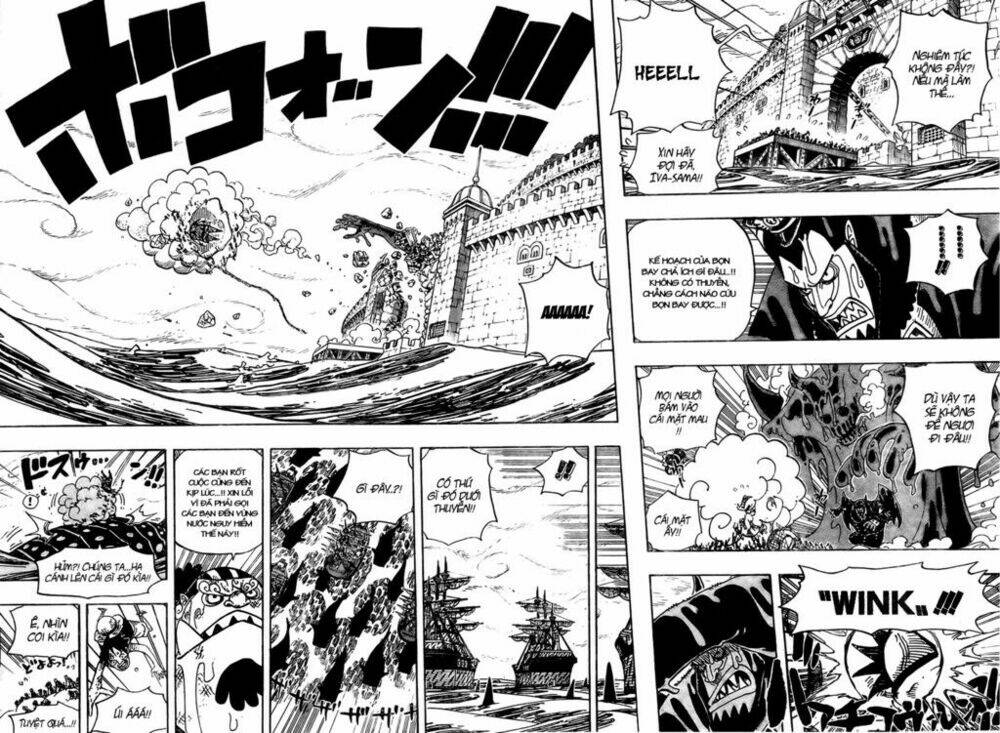 NGHIÊM TÚC
KHÔNG ĐẤY?!
NẾU MÀ LÀM
THẾ...
HEEELL
XIN HÃY
ĐỢI ĐÃ,
IVA-SAMA!!
!!
KẾ HOẠCH CỦA BỌN
BAY CHẢ ÍCH GÌ ĐÂU...!!
KHÔNG CÓ THUYỀN,
CHẲNG CÁCH NÀO CỨU
BỌN BAY ĐƯỢC...!!
DÙ VẬY TA
SẼ KHÔNG
ĐỂ NGƯƠI
ĐI ĐÂU!!
MỌI NGƯỜI
BÁM VÀO
CÁI MẶT MAU
!!
CÁI MẶT
ẤY!!
"WINK"!!!
ボコォーン!!!!
AAAAAA!
!!
CÓ THỨ
GÌ ĐÓ DƯỚI
THUYỀN!!
GÌ ĐÂY..?!
CÁC BẠN RỐT
CUỘC CŨNG ĐẾN
KỊP LÚC...!! XIN LỖI
VÌ ĐÃ PHẢI GỌI
CÁC BẠN ĐẾN VÙNG
NƯỚC NGUY HIỂM
THẾ NÀY!!
ドスゥ...ン!!
HỬM?! CHÚNG TA...HẠ
CÁNH LÊN CÁI GÌ ĐÓ KÌA!!
Ê, NHÌN
COI KÌA!!
TUYỆT QUÁ...!!
ÚI ÁÁÁ!!